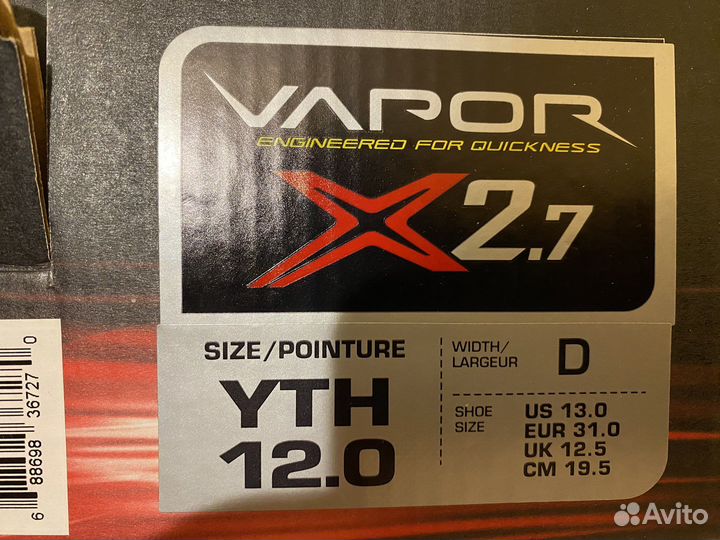 VAPOR
ENGINEERED FOR QUICKNESS
X2.7
SIZE/POINTURE
YTH
12.0
WIDTH/
LARGEUR
D
SHOE
SIZE
US 13.0
EUR 31.0
UK 12.5
CM 19.5
6 88698 36727 0
Avito